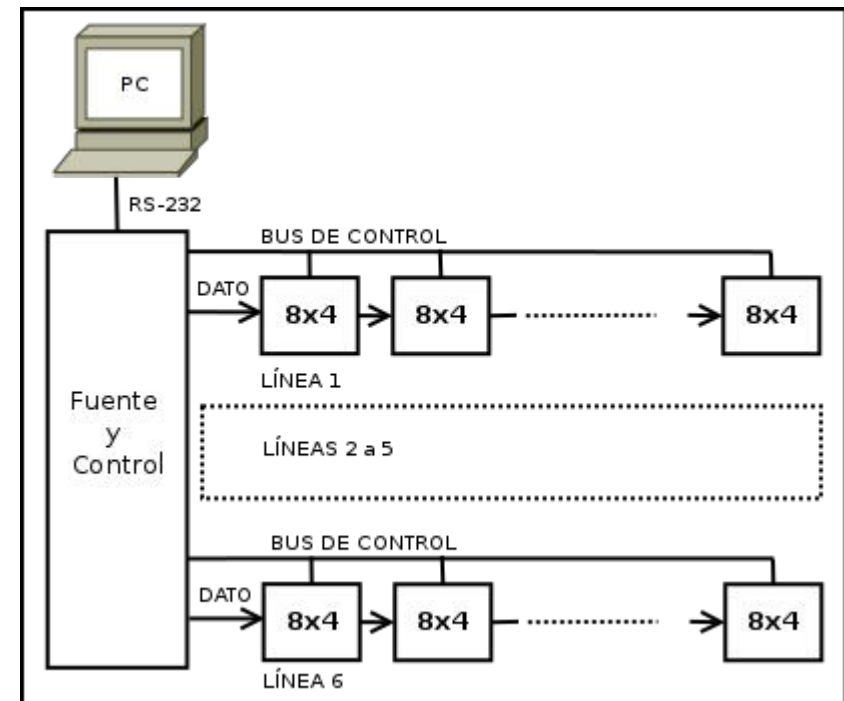 PC
RS-232
BUS DE CONTROL
DATO
8x4
8x4
8x4
LÍNEA 1
Fuente
y
Control
LÍNEAS 2 a 5
BUS DE CONTROL
DATO
8x4
8x4
8x4
LÍNEA 6